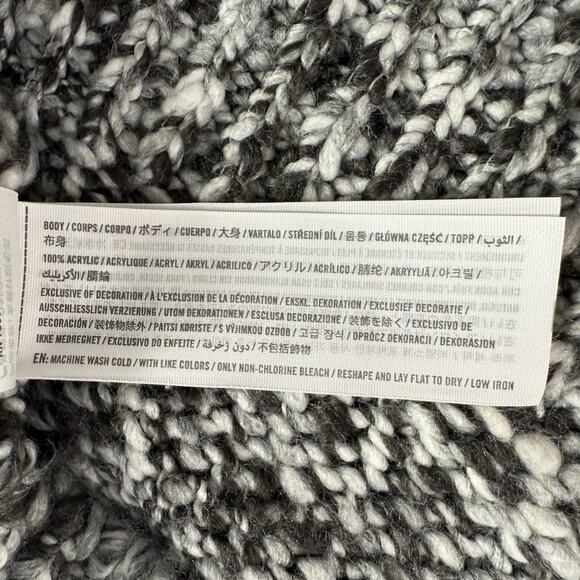 BODY / CORPS / CORPO / ボディ / CUERPO / 大身 / VARTALO / STŘEDNÍ DÍL / 몸통 / GŁÓWNA CZĘŚĆ / TOPP / الثوب /
布身
100% ACRYLIC / ACRYLIQUE / ACRYL / AKRYL / ACRILICO / アクリル / ACRÍLICO / 腈纶 / AKRYYLIÄ / 아크릴 /
الأكريليك / 腈綸
EXCLUSIVE OF DECORATION / À L'EXCLUSION DE LA DÉCORATION / EKSKL. DEKORATION / EXCLUSIEF DECORATIE /
AUSSCHLIESSLICH VERZIERUNG / UTOM DEKORATIONEN / ESCLUSA DECORAZIONE / 装飾を除く / EXCLUSIVO DE
DECORACIÓN / 装饰物除外 / PAITSI KORISTE / S VÝJIMKOU OZDOB / 고급 장식 / OPRÓCZ DEKORACJI / DEKORASJON
IKKE MEDREGNET / EXCLUSIVO DO ENFEITE / دون زخرفة / 不包括飾物
EN: MACHINE WASH COLD / WITH LIKE COLORS / ONLY NON-CHLORINE BLEACH / RESHAPE AND LAY FLAT TO DRY / LOW IRON